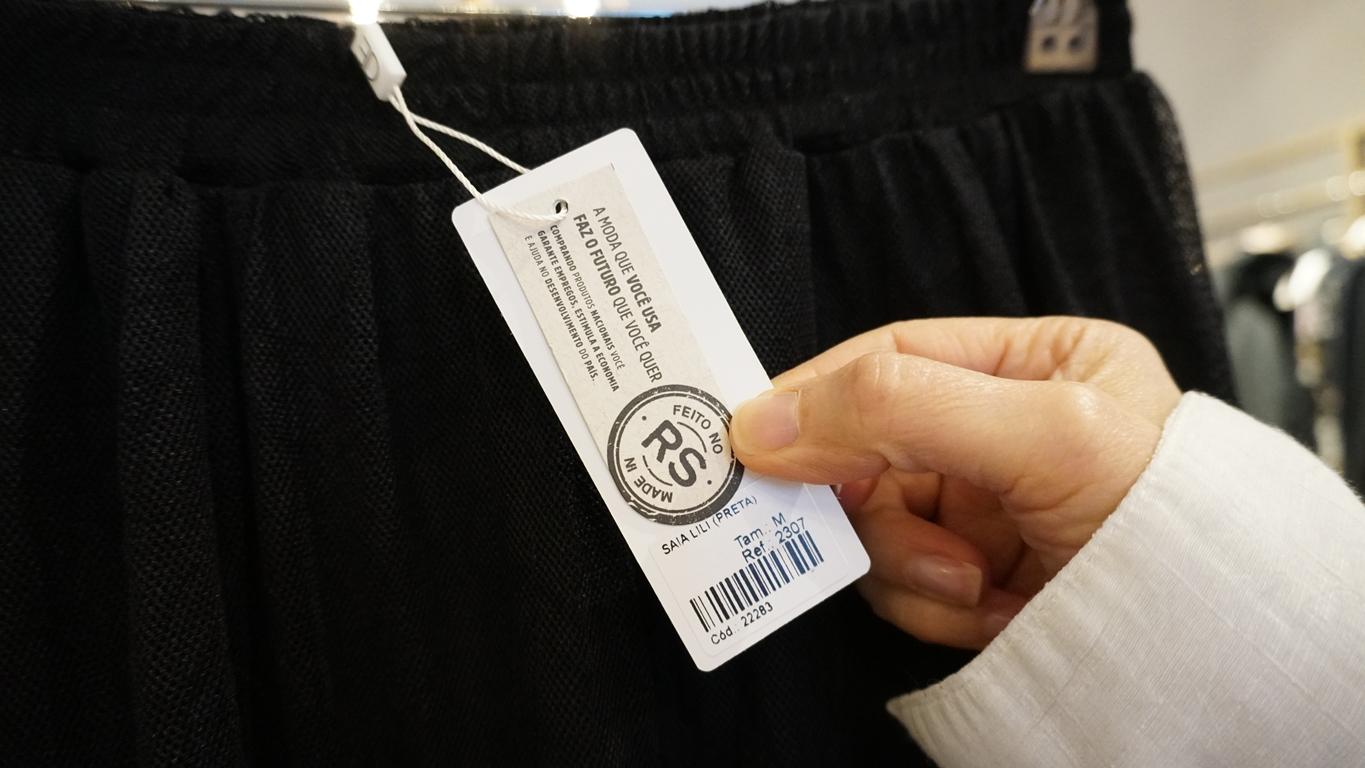 A MODA QUE VOCÊ USA
FAZ O FUTURO QUE VOCÊ QUER
COMPRANDO PRODUTOS NACIONAIS VOCÊ
GARANTE EMPREGOS, ESTIMULA A ECONOMIA
E AJUDA NO DESENVOLVIMENTO DO PAÍS.
FEITO NO
RS
MADE IN
SAIA LILI (PRETA)
Tam.: M
Ref.: 2307
Cód.: 22283